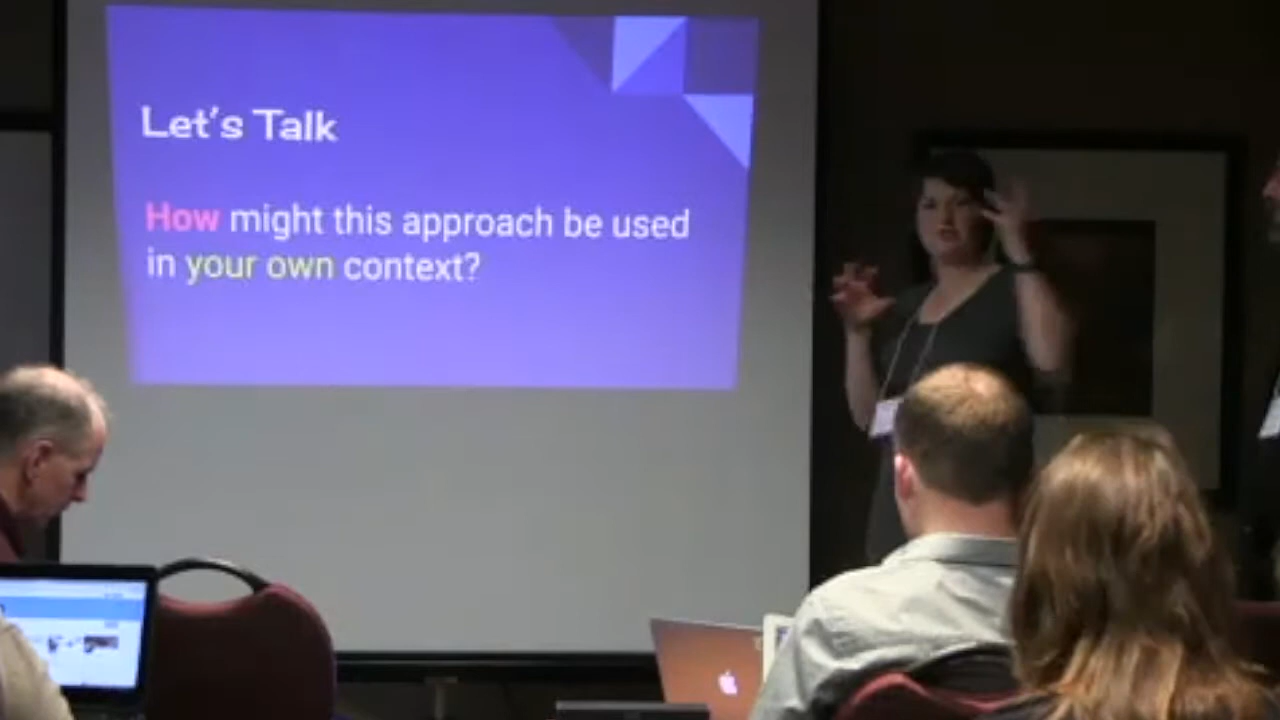 Let's Talk
How might this approach be used
in your own context?